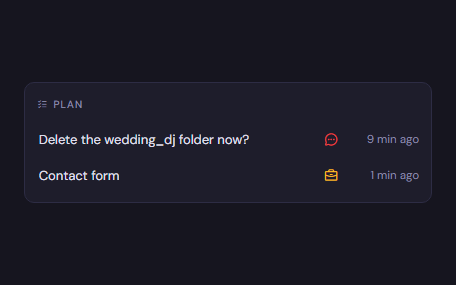 PLAN
Delete the wedding_dj folder now? 9 min ago
Contact form 1 min ago